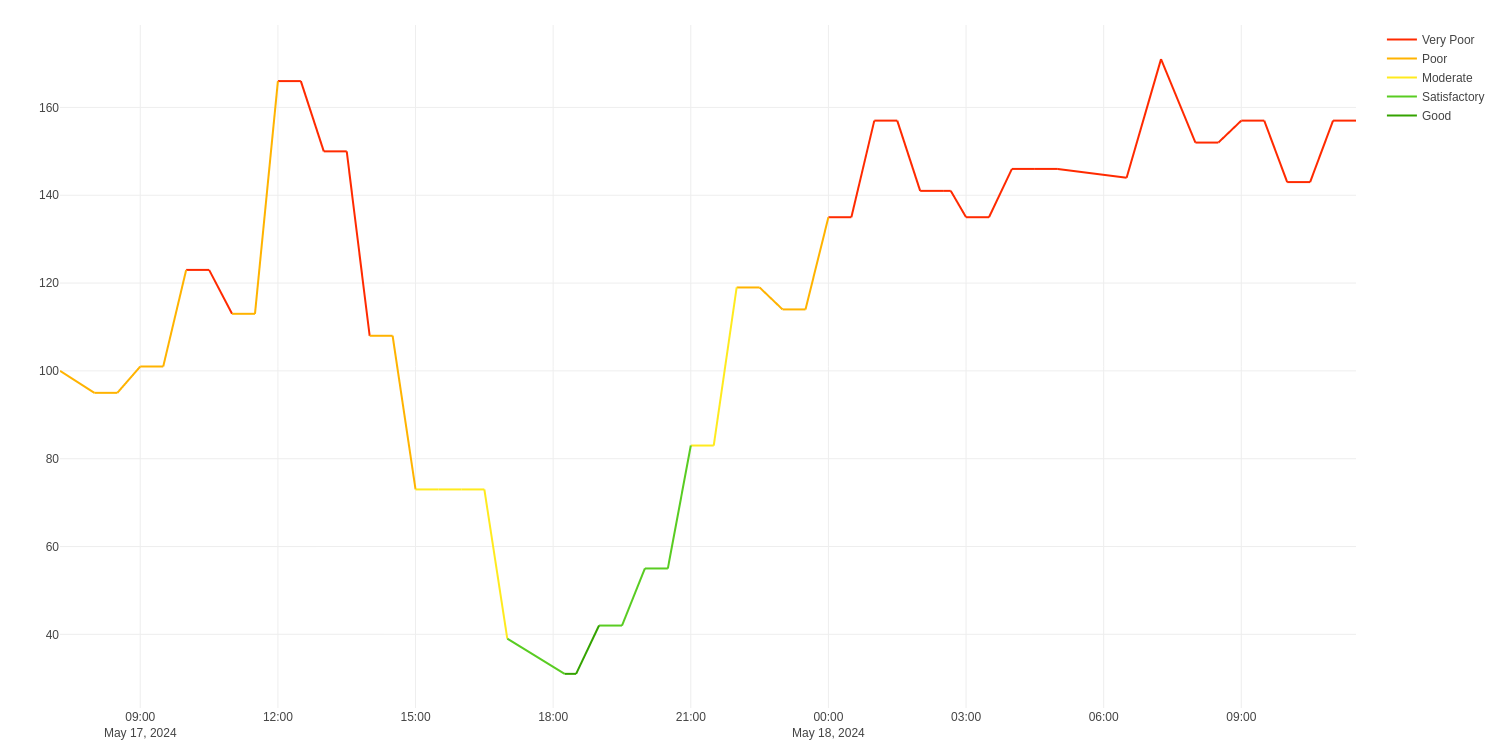 160
140
120
100
80
60
40
09:00
May 17, 2024
12:00
15:00
18:00
21:00
00:00
May 18, 2024
03:00
06:00
09:00
Very Poor
Poor
Moderate
Satisfactory
Good